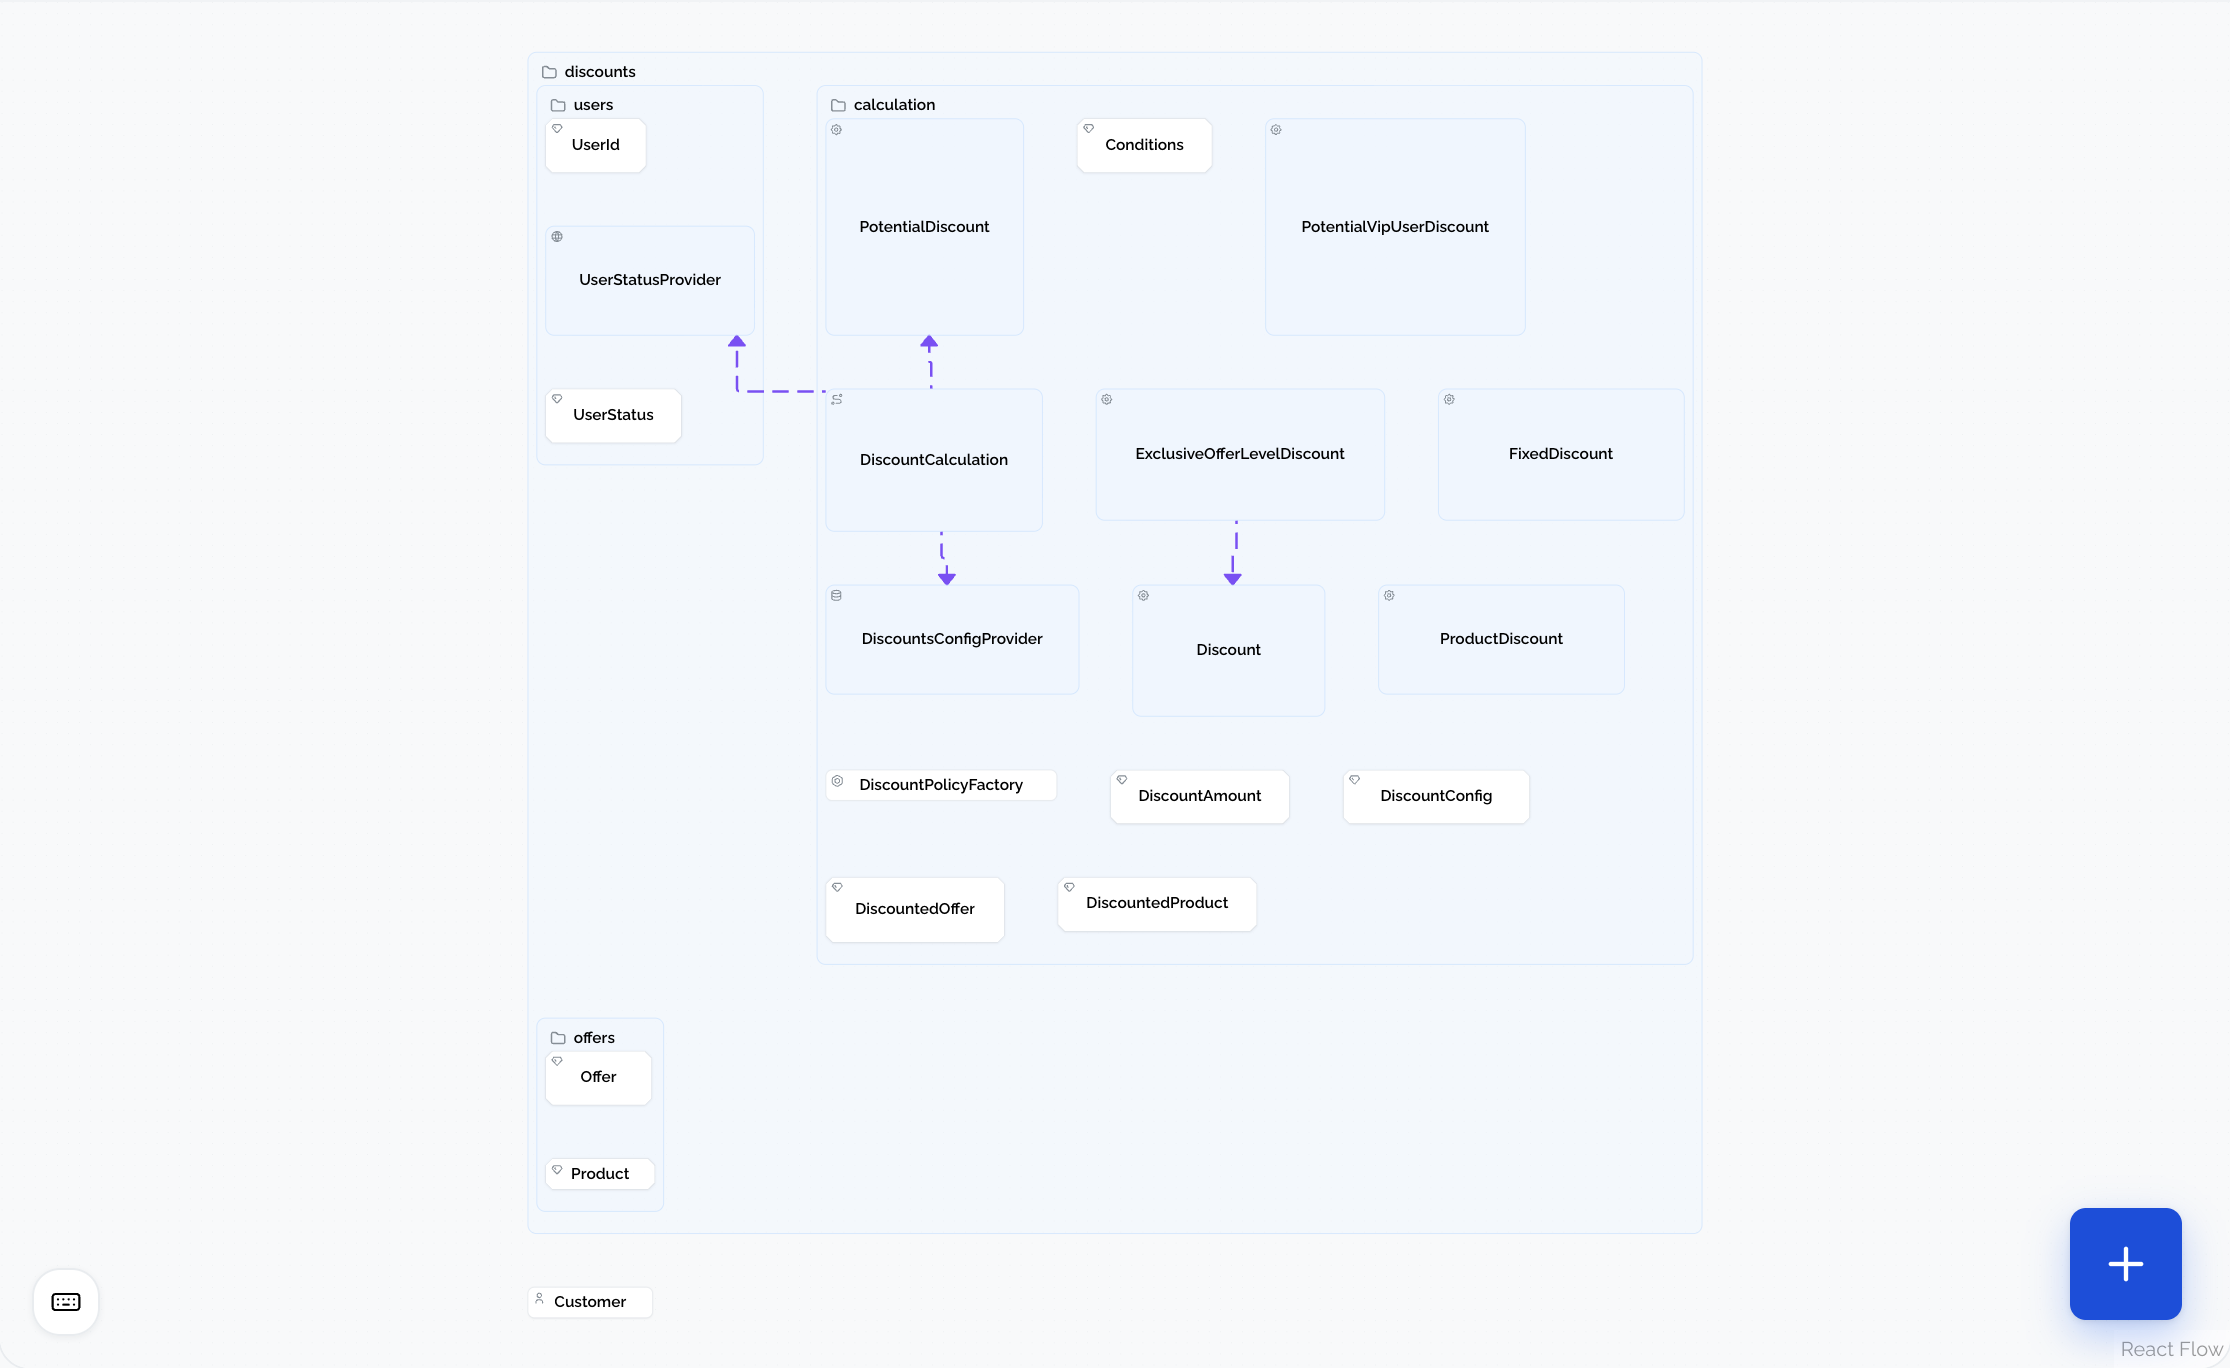 discounts
users
calculation
UserId
Conditions
PotentialDiscount
PotentialVipUserDiscount
UserStatusProvider
UserStatus
DiscountCalculation
ExclusiveOfferLevelDiscount
FixedDiscount
DiscountsConfigProvider
Discount
ProductDiscount
DiscountPolicyFactory
DiscountAmount
DiscountConfig
DiscountedOffer
DiscountedProduct
offers
Offer
Product
Customer
React Flow